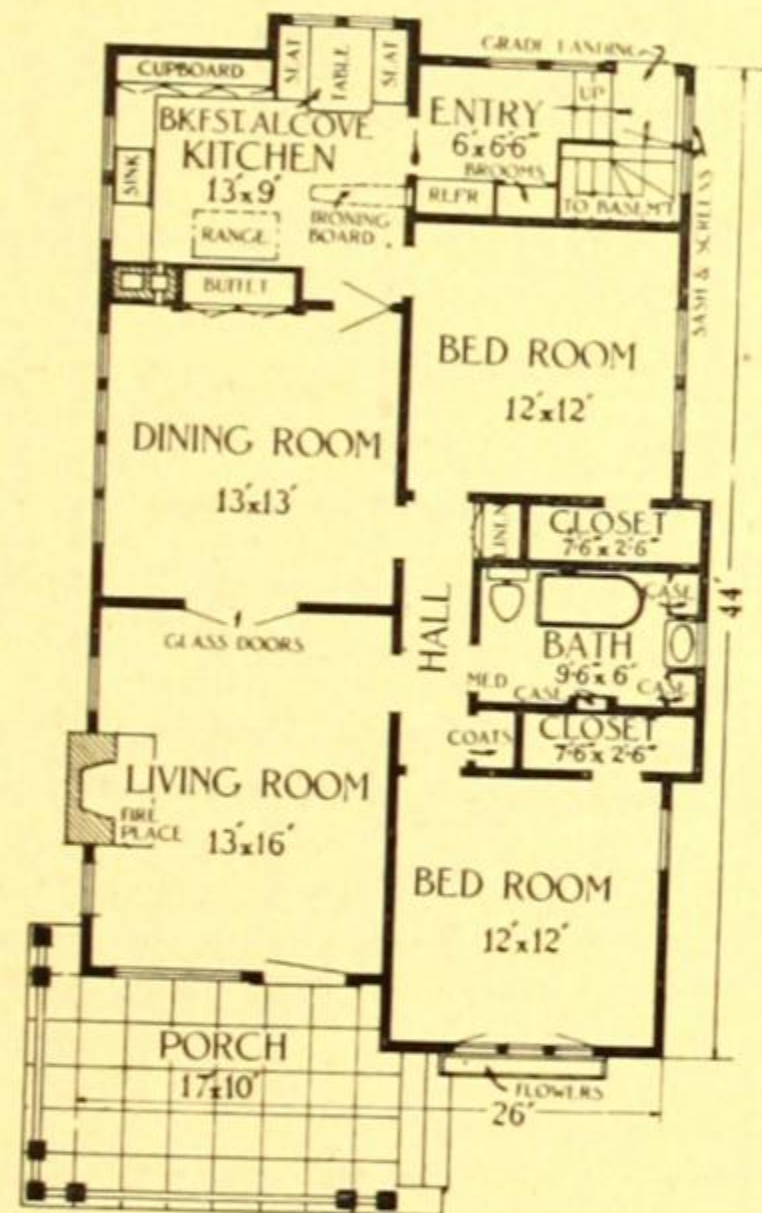 GRADE LANDING
CUPBOARD
SEAT
TABLE
SEAT
UP
BKFST. ALCOVE
KITCHEN
13'x9'
ENTRY
6'x6'6"
BROOMS
SINK
REFR
TO BASEM'T
IRONING
BOARD
RANGE
SASH & SCREENS
BUFFET
BED ROOM
12'x12'
DINING ROOM
13'x13'
LINEN
CLOSET
7'-6"x2'-6"
HALL
CASE
44'
GLASS DOORS
BATH
9'-6"x6'
MED
CASE
CASE
COATS
CLOSET
7'-6"x2'-6"
LIVING ROOM
13'x16'
FIRE
PLACE
BED ROOM
12'x12'
PORCH
17'x10'
FLOWERS
26'